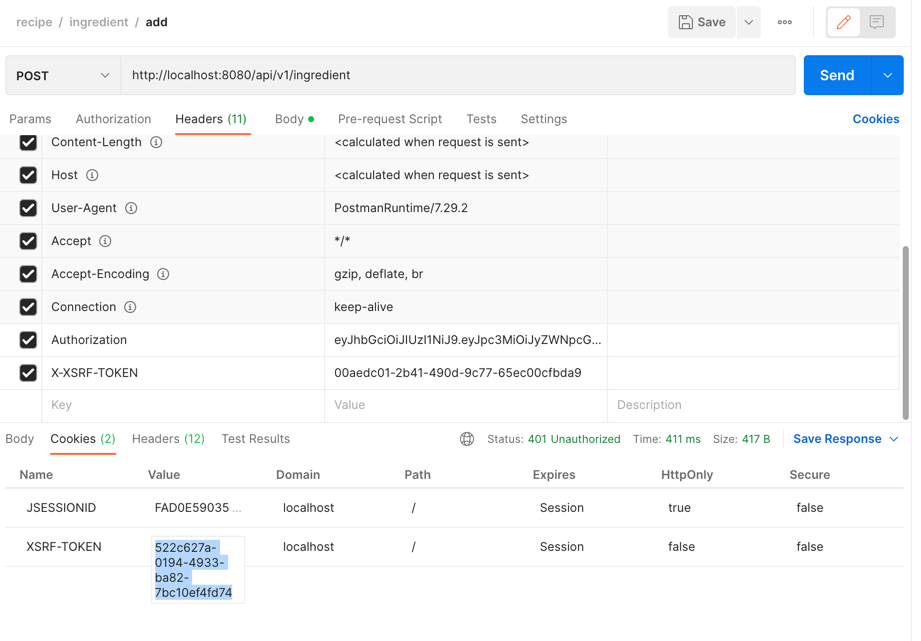 recipe / ingredient / add
Save
POST
http://localhost:8080/api/v1/ingredient
Send
Params Authorization Headers (11) Body Pre-request Script Tests Settings Cookies
Content-Length <calculated when request is sent>
Host <calculated when request is sent>
User-Agent PostmanRuntime/7.29.2
Accept */*
Accept-Encoding gzip, deflate, br
Connection keep-alive
Authorization eyJhbGciOiJIUzI1NiJ9.eyJpc3MiOiJyZWNpcG...
X-XSRF-TOKEN 00aedc01-2b41-490d-9c77-65ec00cfbda9
Key Value Description
Body Cookies (2) Headers (12) Test Results Status: 401 Unauthorized Time: 411 ms Size: 417 B Save Response
Name Value Domain Path Expires HttpOnly Secure
JSESSIONID FAD0E59035 ... localhost / Session true false
XSRF-TOKEN 522c627a- localhost / Session false false
0194-4933-
ba82-
7bc10ef4fd74